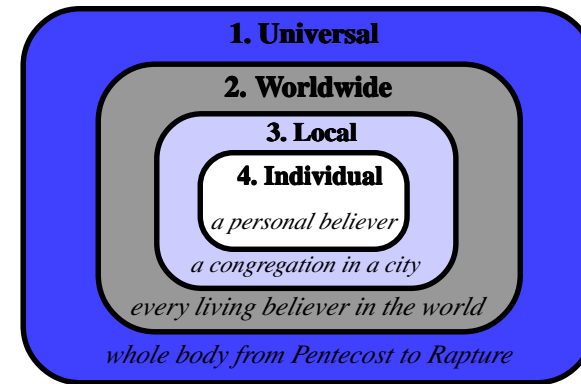 1. Universal
2. Worldwide
3. Local
4. Individual
a personal believer
a congregation in a city
every living believer in the world
whole body from Pentecost to Rapture